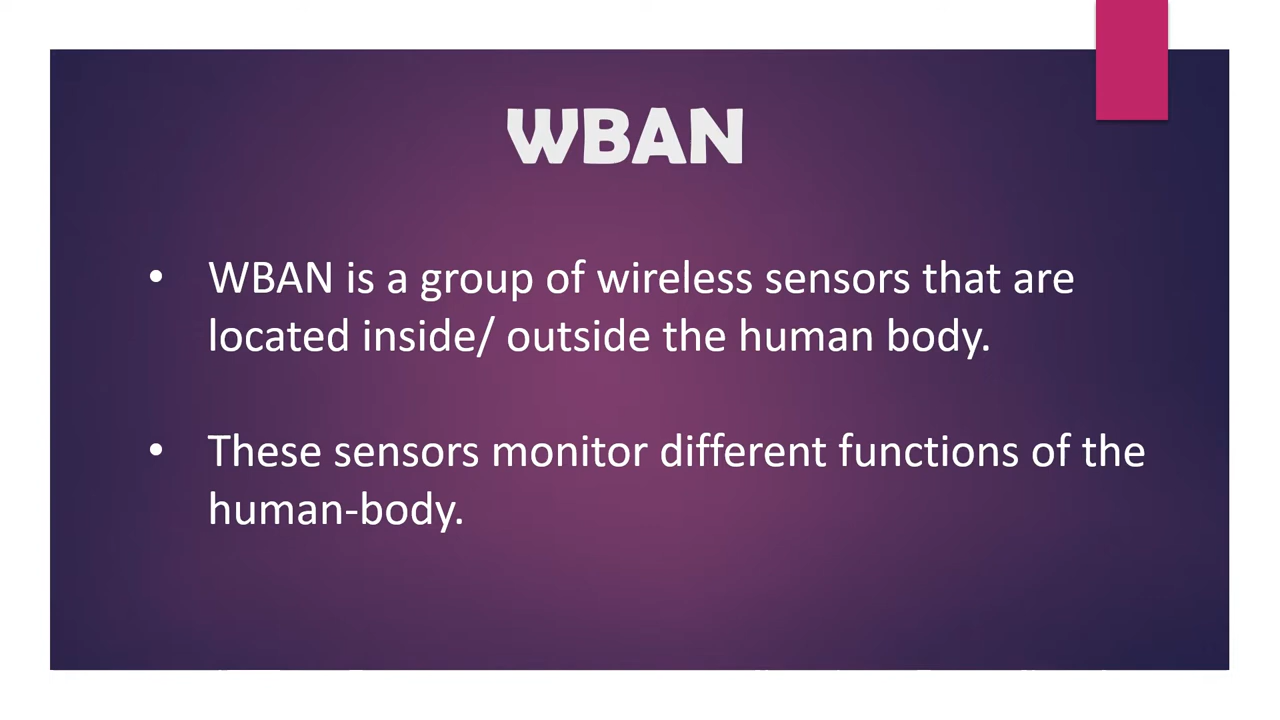 WBAN
• WBAN is a group of wireless sensors that are
located inside/ outside the human body.
• These sensors monitor different functions of the
human-body.